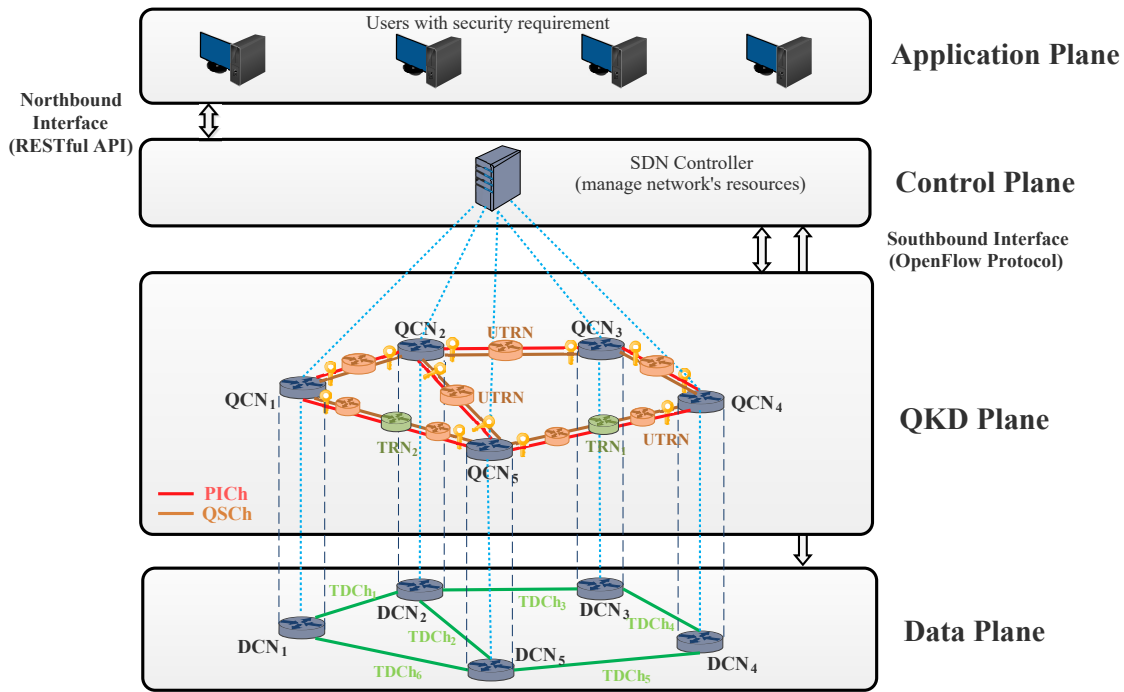 Users with security requirement
Application Plane
Northbound
Interface
(RESTful API)
SDN Controller
(manage network's resources)
Control Plane
Southbound Interface
(OpenFlow Protocol)
QCN2
UTRN
QCN3
QCN1
UTRN
QCN4
TRN2
TRN1
UTRN
QCN5
QKD Plane
PICh
QSCh
TDCh1
DCN2
TDCh3
DCN3
TDCh4
DCN1
TDCh2
DCN5
DCN4
TDCh6
TDCh5
Data Plane